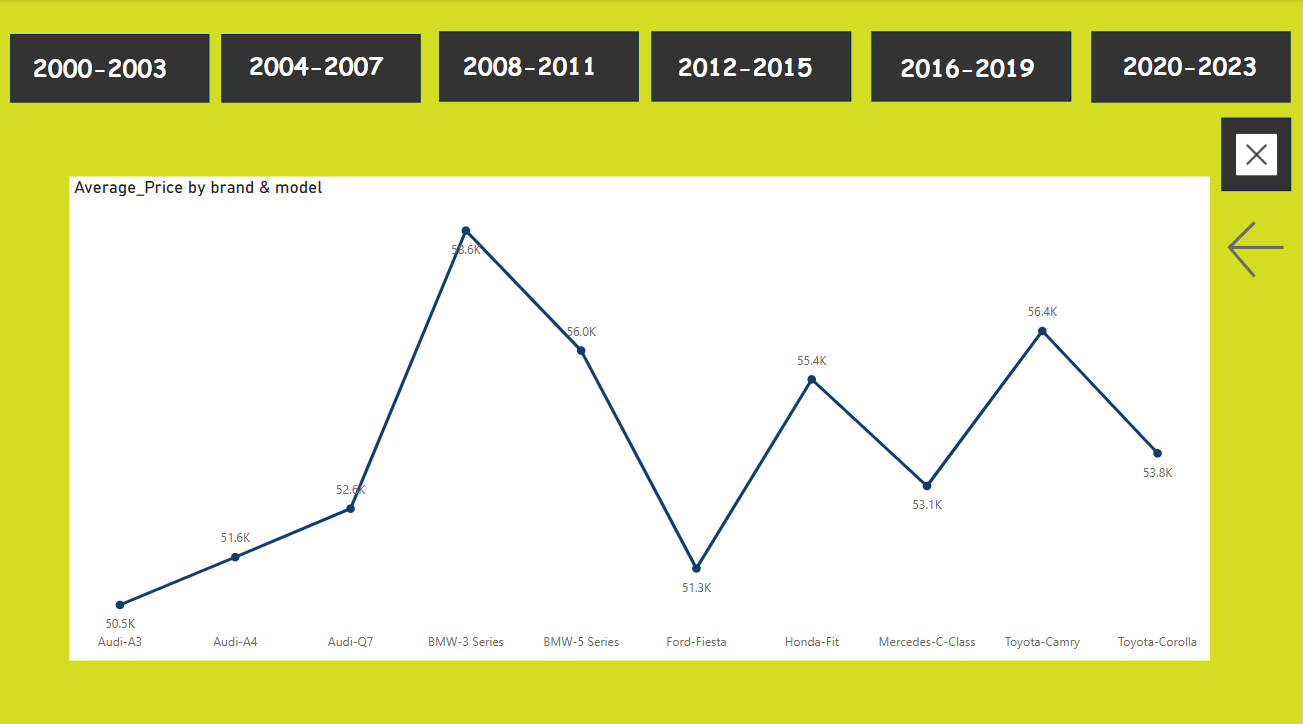 2000-2003 2004-2007 2008-2011 2012-2015 2016-2019 2020-2023
Average_Price by brand & model
58.6K
56.0K
56.4K
55.4K
52.6K
51.6K
53.8K
53.1K
51.3K
50.5K
Audi-A3 Audi-A4 Audi-Q7 BMW-3 Series BMW-5 Series Ford-Fiesta Honda-Fit Mercedes-C-Class Toyota-Camry Toyota-Corolla